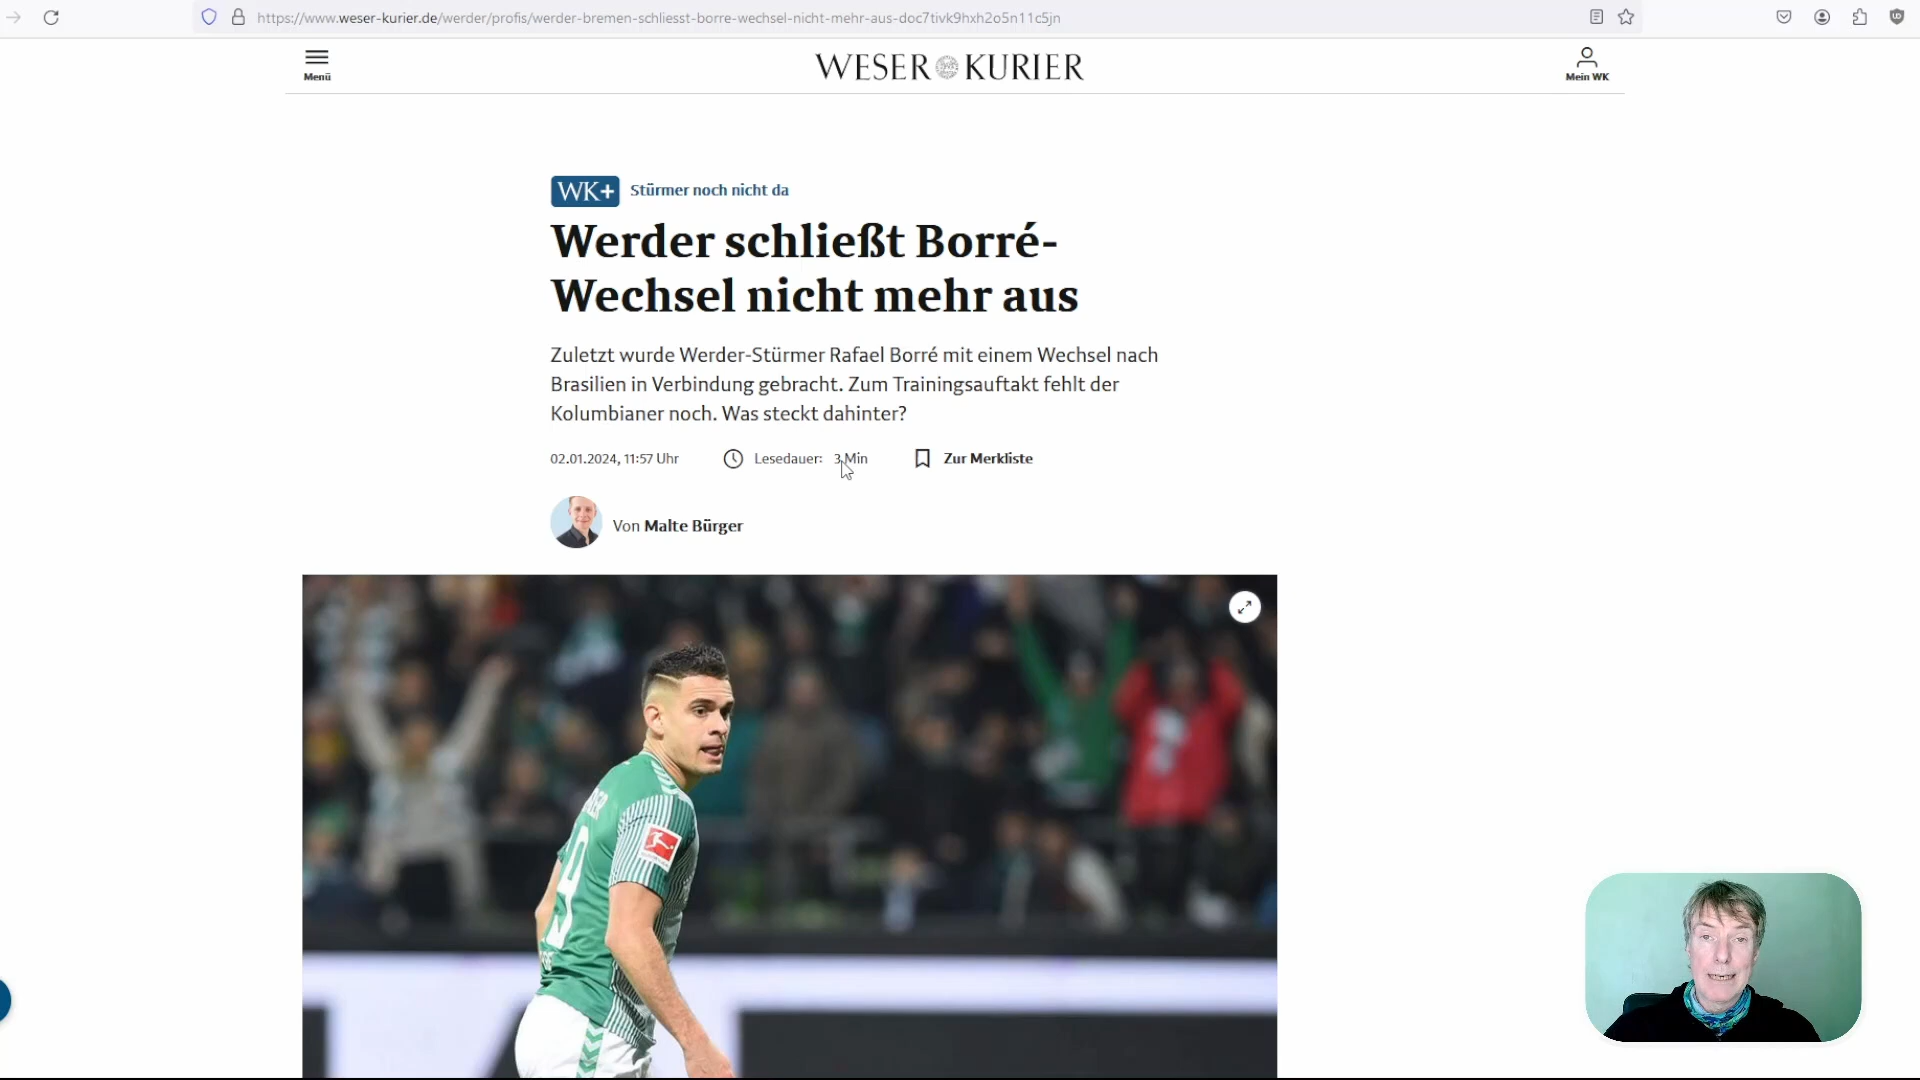 https://www.weser-kurier.de/werder/profis/werder-bremen-schliesst-borre-wechsel-nicht-mehr-aus-doc7tivk9hxh2o5n11c5jn
Menü
WESER KURIER
Mein WK
WK+ Stürmer noch nicht da
Werder schließt Borré-
Wechsel nicht mehr aus
Zuletzt wurde Werder-Stürmer Rafael Borré mit einem Wechsel nach
Brasilien in Verbindung gebracht. Zum Trainingsauftakt fehlt der
Kolumbianer noch. Was steckt dahinter?
02.01.2024, 11:57 Uhr Lesedauer: 3 Min Zur Merkliste
Von Malte Bürger